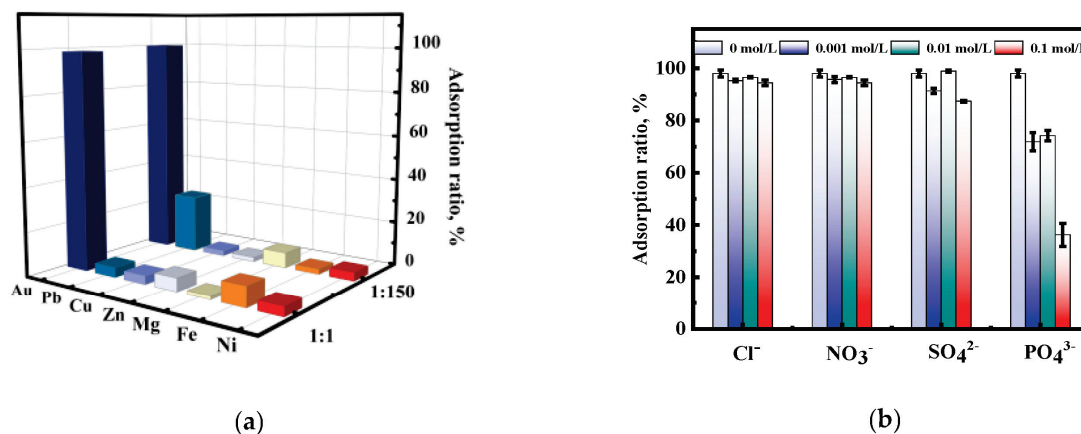 100
80
60
40
20
0
Adsorption ratio, %
Au
Pb
Cu
Zn
Mg
Fe
Ni
1:1
1:150
(a)
0 mol/L 0.001 mol/L 0.01 mol/L 0.1 mol/L
100
80
60
40
20
0
Adsorption ratio, %
Cl⁻ NO₃⁻ SO₄²⁻ PO₄³⁻
(b)